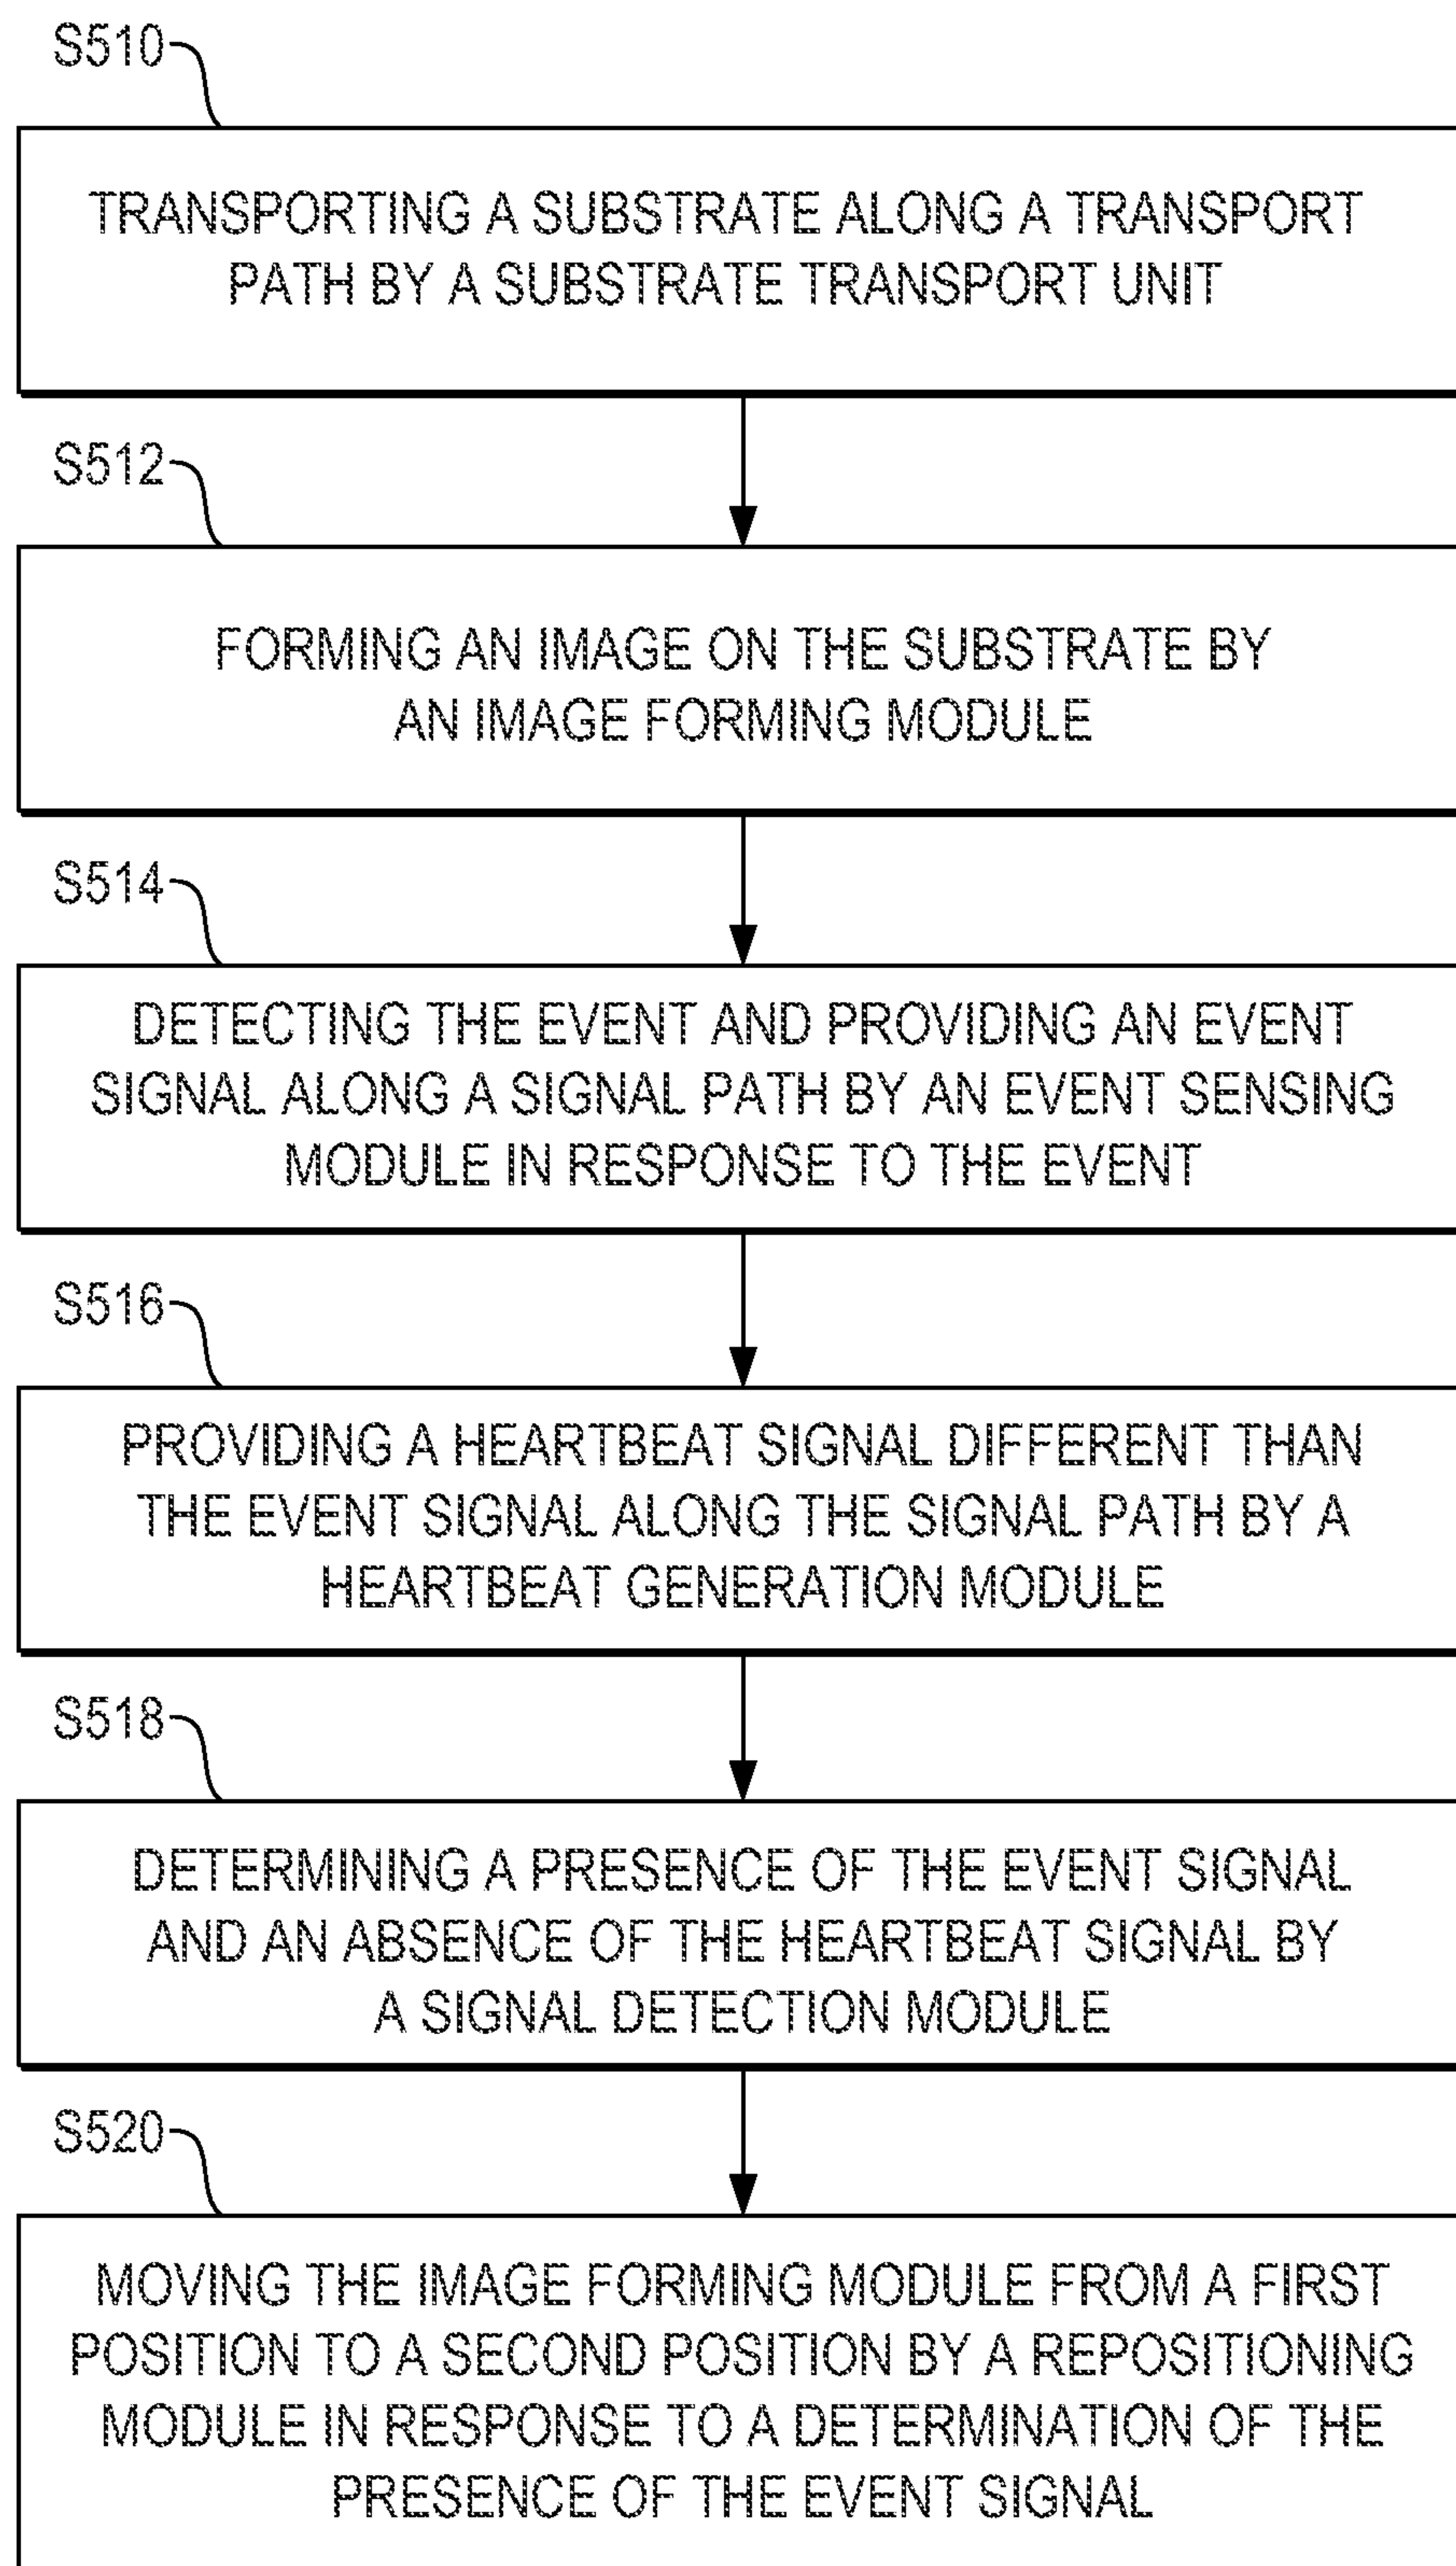 S510
TRANSPORTING A SUBSTRATE ALONG A TRANSPORT
PATH BY A SUBSTRATE TRANSPORT UNIT
S512
FORMING AN IMAGE ON THE SUBSTRATE BY
AN IMAGE FORMING MODULE
S514
DETECTING THE EVENT AND PROVIDING AN EVENT
SIGNAL ALONG A SIGNAL PATH BY AN EVENT SENSING
MODULE IN RESPONSE TO THE EVENT
S516
PROVIDING A HEARTBEAT SIGNAL DIFFERENT THAN
THE EVENT SIGNAL ALONG THE SIGNAL PATH BY A
HEARTBEAT GENERATION MODULE
S518
DETERMINING A PRESENCE OF THE EVENT SIGNAL
AND AN ABSENCE OF THE HEARTBEAT SIGNAL BY
A SIGNAL DETECTION MODULE
S520
MOVING THE IMAGE FORMING MODULE FROM A FIRST
POSITION TO A SECOND POSITION BY A REPOSITIONING
MODULE IN RESPONSE TO A DETERMINATION OF THE
PRESENCE OF THE EVENT SIGNAL